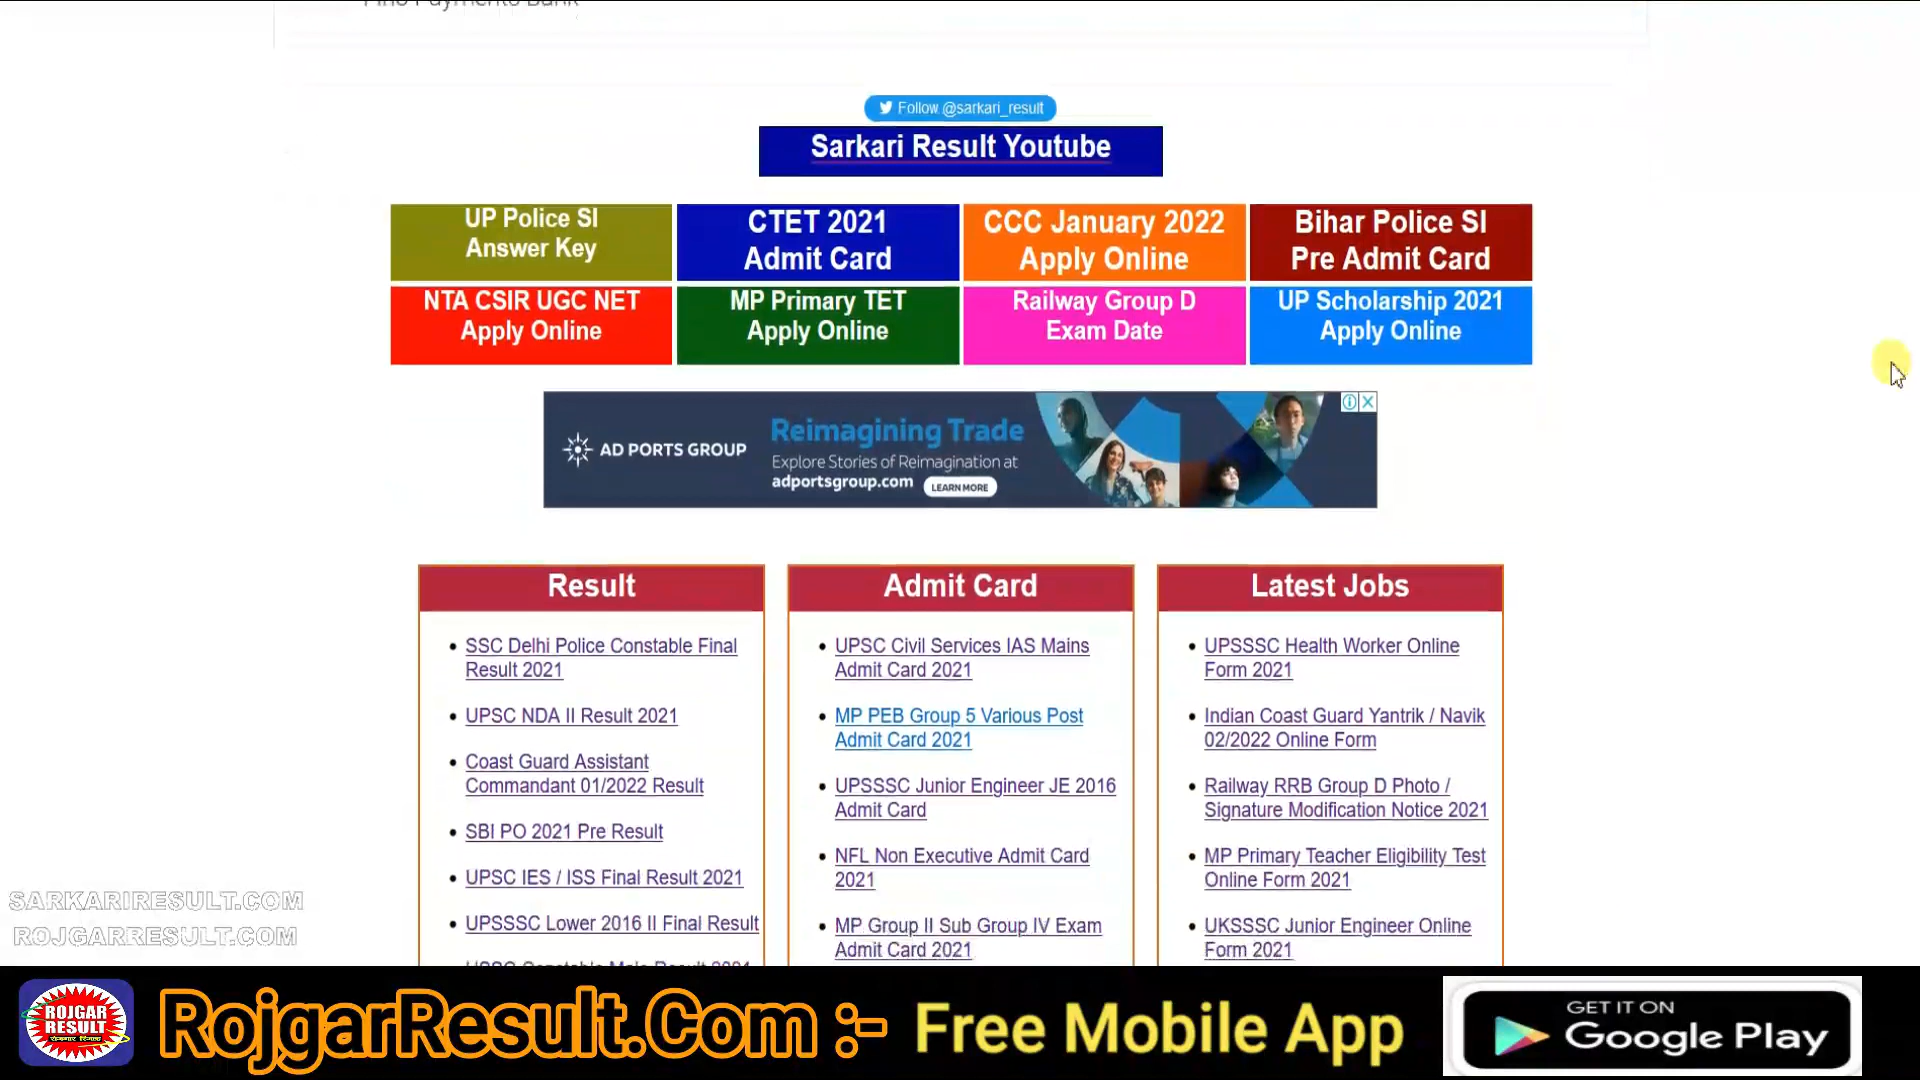 Fino Payments Bank
Follow @sarkari_result
Sarkari Result Youtube
UP Police SI
Answer Key
CTET 2021
Admit Card
CCC January 2022
Apply Online
Bihar Police SI
Pre Admit Card
NTA CSIR UGC NET
Apply Online
MP Primary TET
Apply Online
Railway Group D
Exam Date
UP Scholarship 2021
Apply Online
AD PORTS GROUP
Reimagining Trade
Explore Stories of Reimagination at
adportsgroup.com
LEARN MORE
Result
SSC Delhi Police Constable Final
Result 2021
UPSC NDA II Result 2021
Coast Guard Assistant
Commandant 01/2022 Result
SBI PO 2021 Pre Result
UPSC IES / ISS Final Result 2021
UPSSSC Lower 2016 II Final Result
Constable Male Result 2021
Admit Card
UPSC Civil Services IAS Mains
Admit Card 2021
MP PEB Group 5 Various Post
Admit Card 2021
UPSSSC Junior Engineer JE 2016
Admit Card
NFL Non Executive Admit Card
2021
MP Group II Sub Group IV Exam
Admit Card 2021
Latest Jobs
UPSSSC Health Worker Online
Form 2021
Indian Coast Guard Yantrik / Navik
02/2022 Online Form
Railway RRB Group D Photo /
Signature Modification Notice 2021
MP Primary Teacher Eligibility Test
Online Form 2021
UKSSSC Junior Engineer Online
Form 2021
SARKARIRESULT.COM
ROJGARRESULT.COM
ROJGAR
RESULT
रोजगार रिजल्ट
RojgarResult.Com :-
Free Mobile App
GET IT ON
Google Play